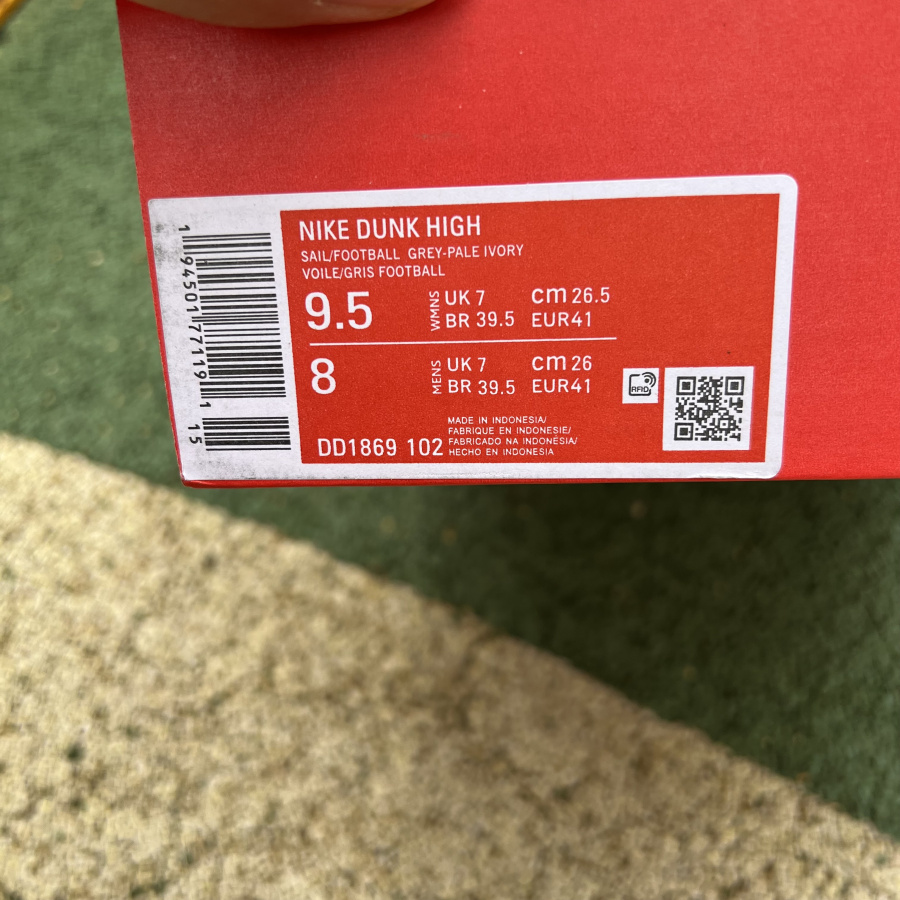 NIKE DUNK HIGH
SAIL/FOOTBALL GREY-PALE IVORY
VOILE/GRIS FOOTBALL
9.5 WMNS UK 7 cm 26.5
BR 39.5 EUR41
8 MENS UK 7 cm 26
BR 39.5 EUR41
RFID
DD1869 102
MADE IN INDONESIA/
FABRIQUE EN INDONESIE/
FABRICADO NA INDONÉSIA/
HECHO EN INDONESIA
1 94501 77119 1 15